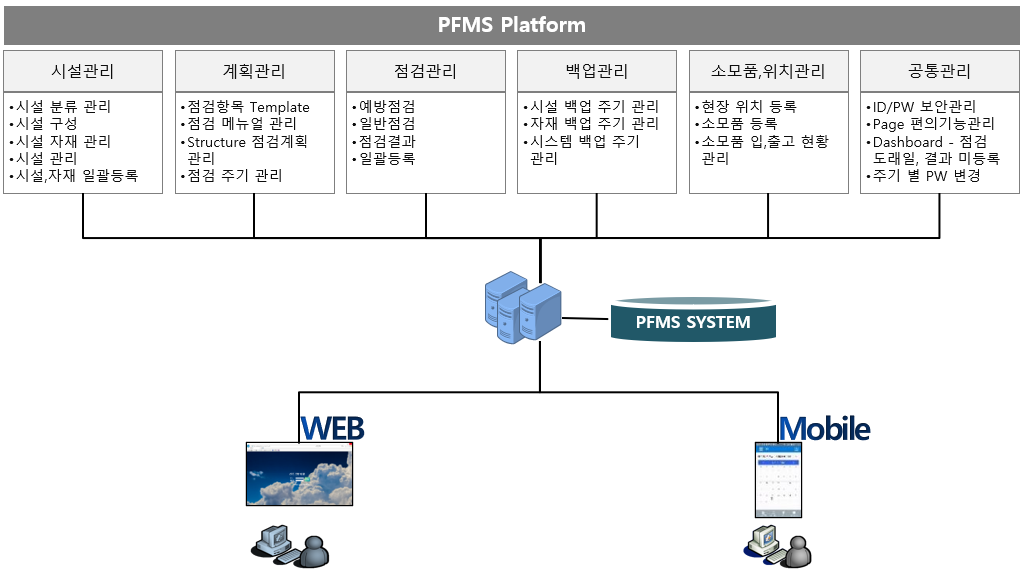 PFMS Platform
시설관리
•시설 분류 관리
•시설 구성
•시설 자재 관리
•시설 관리
•시설,자재 일괄등록
계획관리
•점검항목 Template
•점검 메뉴얼 관리
•Structure 점검계획
관리
•점검 주기 관리
점검관리
•예방점검
•일반점검
•점검결과
•일괄등록
백업관리
•시설 백업 주기 관리
•자재 백업 주기 관리
•시스템 백업 주기
관리
소모품,위치관리
•현장 위치 등록
•소모품 등록
•소모품 입,출고 현황
관리
공통관리
•ID/PW 보안관리
•Page 편의기능관리
•Dashboard - 점검
도래일, 결과 미등록
•주기 별 PW 변경
PFMS SYSTEM
WEB
Mobile